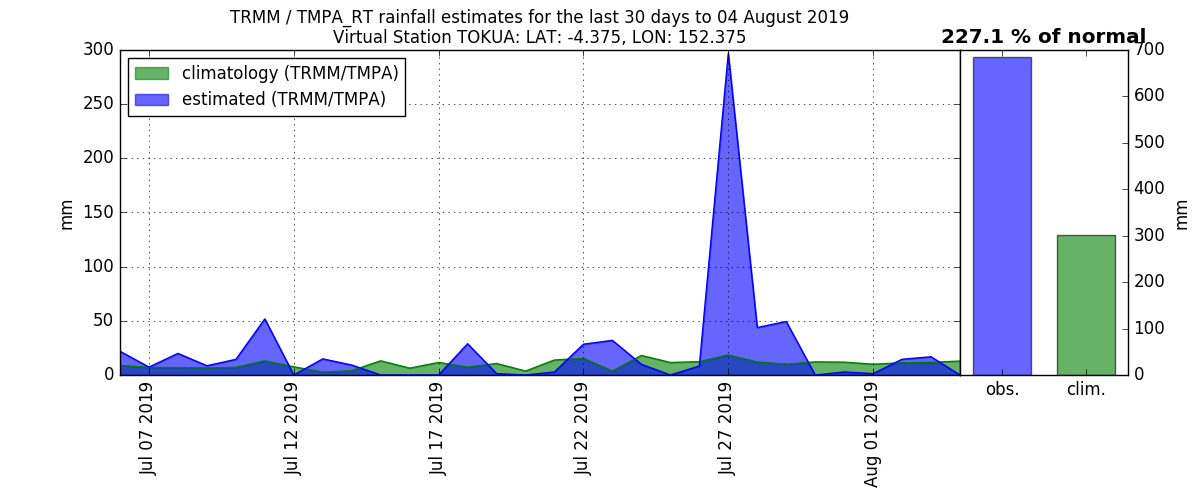 TRMM / TMPA_RT rainfall estimates for the last 30 days to 04 August 2019
Virtual Station TOKUA: LAT: -4.375, LON: 152.375
227.1 % of normal
climatology (TRMM/TMPA)
estimated (TRMM/TMPA)
300
250
200
150
100
50
0
mm
Jul 07 2019
Jul 12 2019
Jul 17 2019
Jul 22 2019
Jul 27 2019
Aug 01 2019
700
600
500
400
300
200
100
0
mm
obs.
clim.